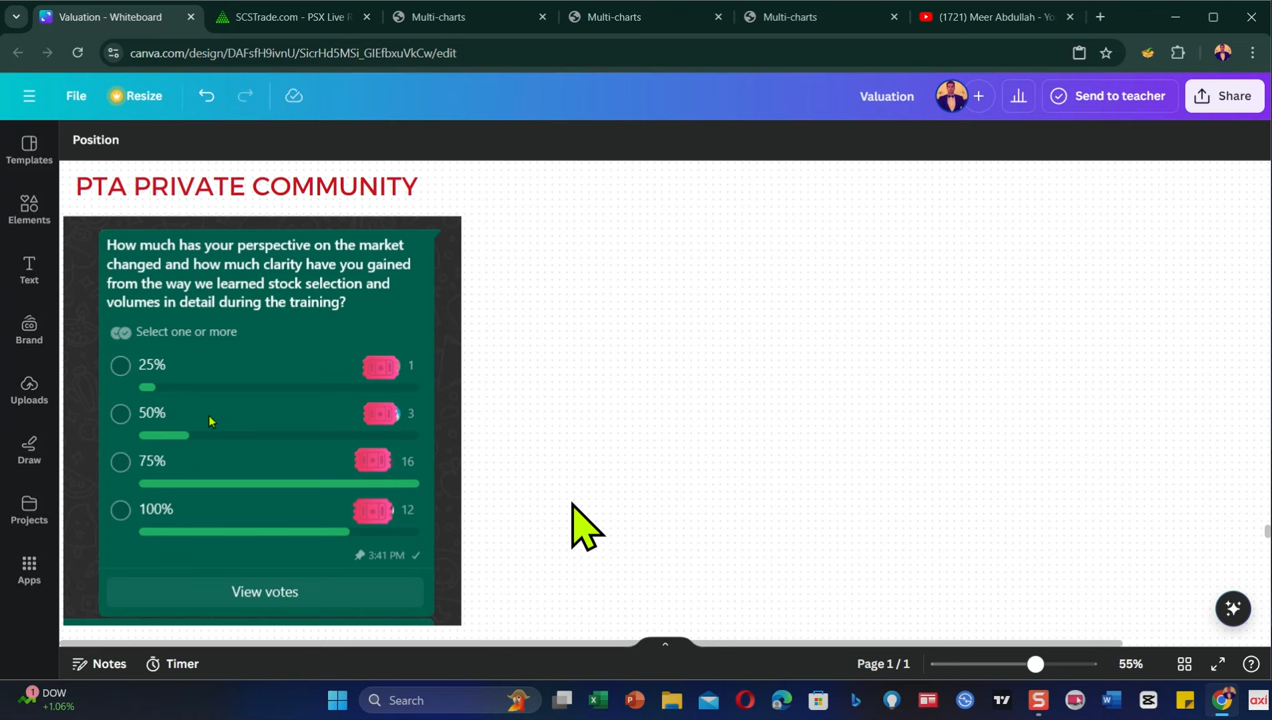 Valuation - Whiteboard
SCSTrade.com - PSX Live R
Multi-charts
Multi-charts
Multi-charts
(1721) Meer Abdullah - Yo
canva.com/design/DAFsfH9ivnU/SicrHd5MSi_GIEfbxuVkCw/edit
File
Resize
Valuation
Send to teacher
Share
Position
Templates
Elements
Text
Brand
Uploads
Draw
Projects
Apps
PTA PRIVATE COMMUNITY
How much has your perspective on the market
changed and how much clarity have you gained
from the way we learned stock selection and
volumes in detail during the training?
Select one or more
25% 1
50% 3
75% 16
100% 12
3:41 PM
View votes
Notes
Timer
Page 1 / 1
55%
1
DOW
+1.06%
Search
axi